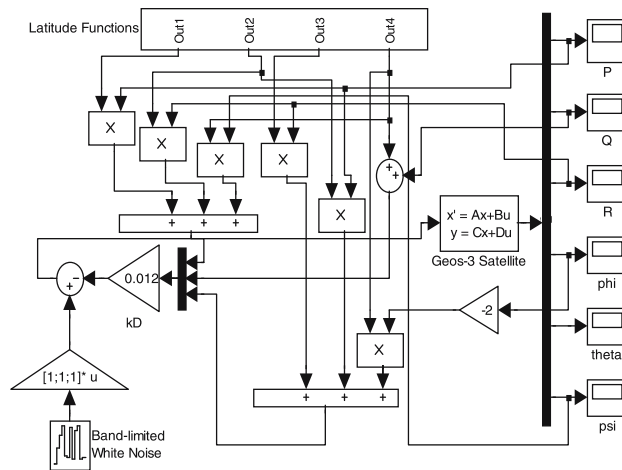 Latitude Functions
Out1
Out2
Out3
Out4
P
Q
R
phi
theta
psi
X
X
X
X
X
X
+
+
+ + +
x' = Ax+Bu
y = Cx+Du
Geos-3 Satellite
−
+
0.012
kD
-2
[1;1;1]* u
+ + +
Band-limited
White Noise